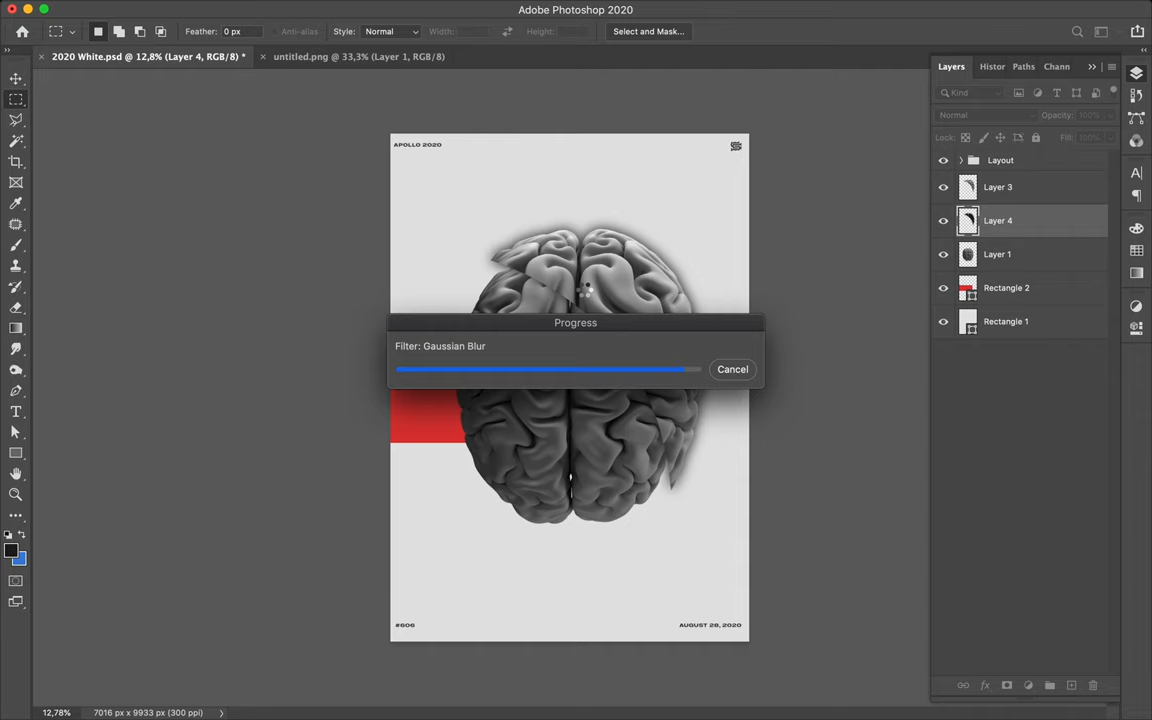 Adobe Photoshop 2020
Feather: 0 px
Anti-alias
Style: Normal
Width:
Height:
Select and Mask...
2020 White.psd @ 12,8% (Layer 4, RGB/8) *
untitled.png @ 33,3% (Layer 1, RGB/8)
Layers
Histor
Paths
Chann
Kind
Normal
Opacity: 100%
Lock:
Fill: 100%
Layout
Layer 3
Layer 4
Layer 1
Rectangle 2
Rectangle 1
APOLLO 2020
Progress
Filter: Gaussian Blur
Cancel
#606
AUGUST 28, 2020
12,78%
7016 px x 9933 px (300 ppi)